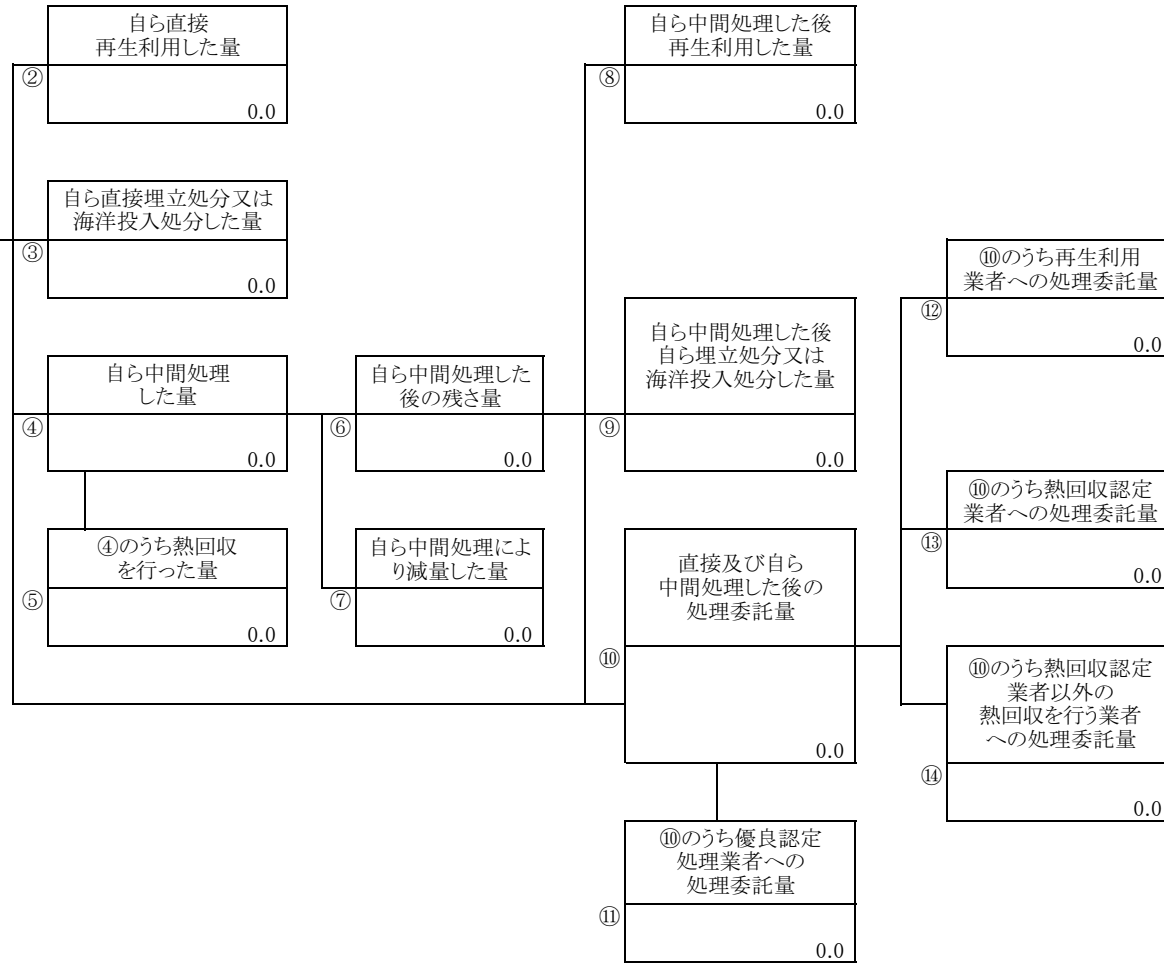 自ら直接
再生利用した量
②
0.0
自ら直接埋立処分又は
海洋投入処分した量
③
0.0
自ら中間処理
した量
④
0.0
④のうち熱回収
を行った量
⑤
0.0
自ら中間処理した
後の残さ量
⑥
0.0
自ら中間処理によ
り減量した量
⑦
0.0
自ら中間処理した後
再生利用した量
⑧
0.0
自ら中間処理した後
自ら埋立処分又は
海洋投入処分した量
⑨
0.0
直接及び自ら
中間処理した後の
処理委託量
⑩
0.0
⑩のうち優良認定
処理業者への
処理委託量
⑪
0.0
⑩のうち再生利用
業者への処理委託量
⑫
0.0
⑩のうち熱回収認定
業者への処理委託量
⑬
0.0
⑩のうち熱回収認定
業者以外の
熱回収を行う業者
への処理委託量
⑭
0.0